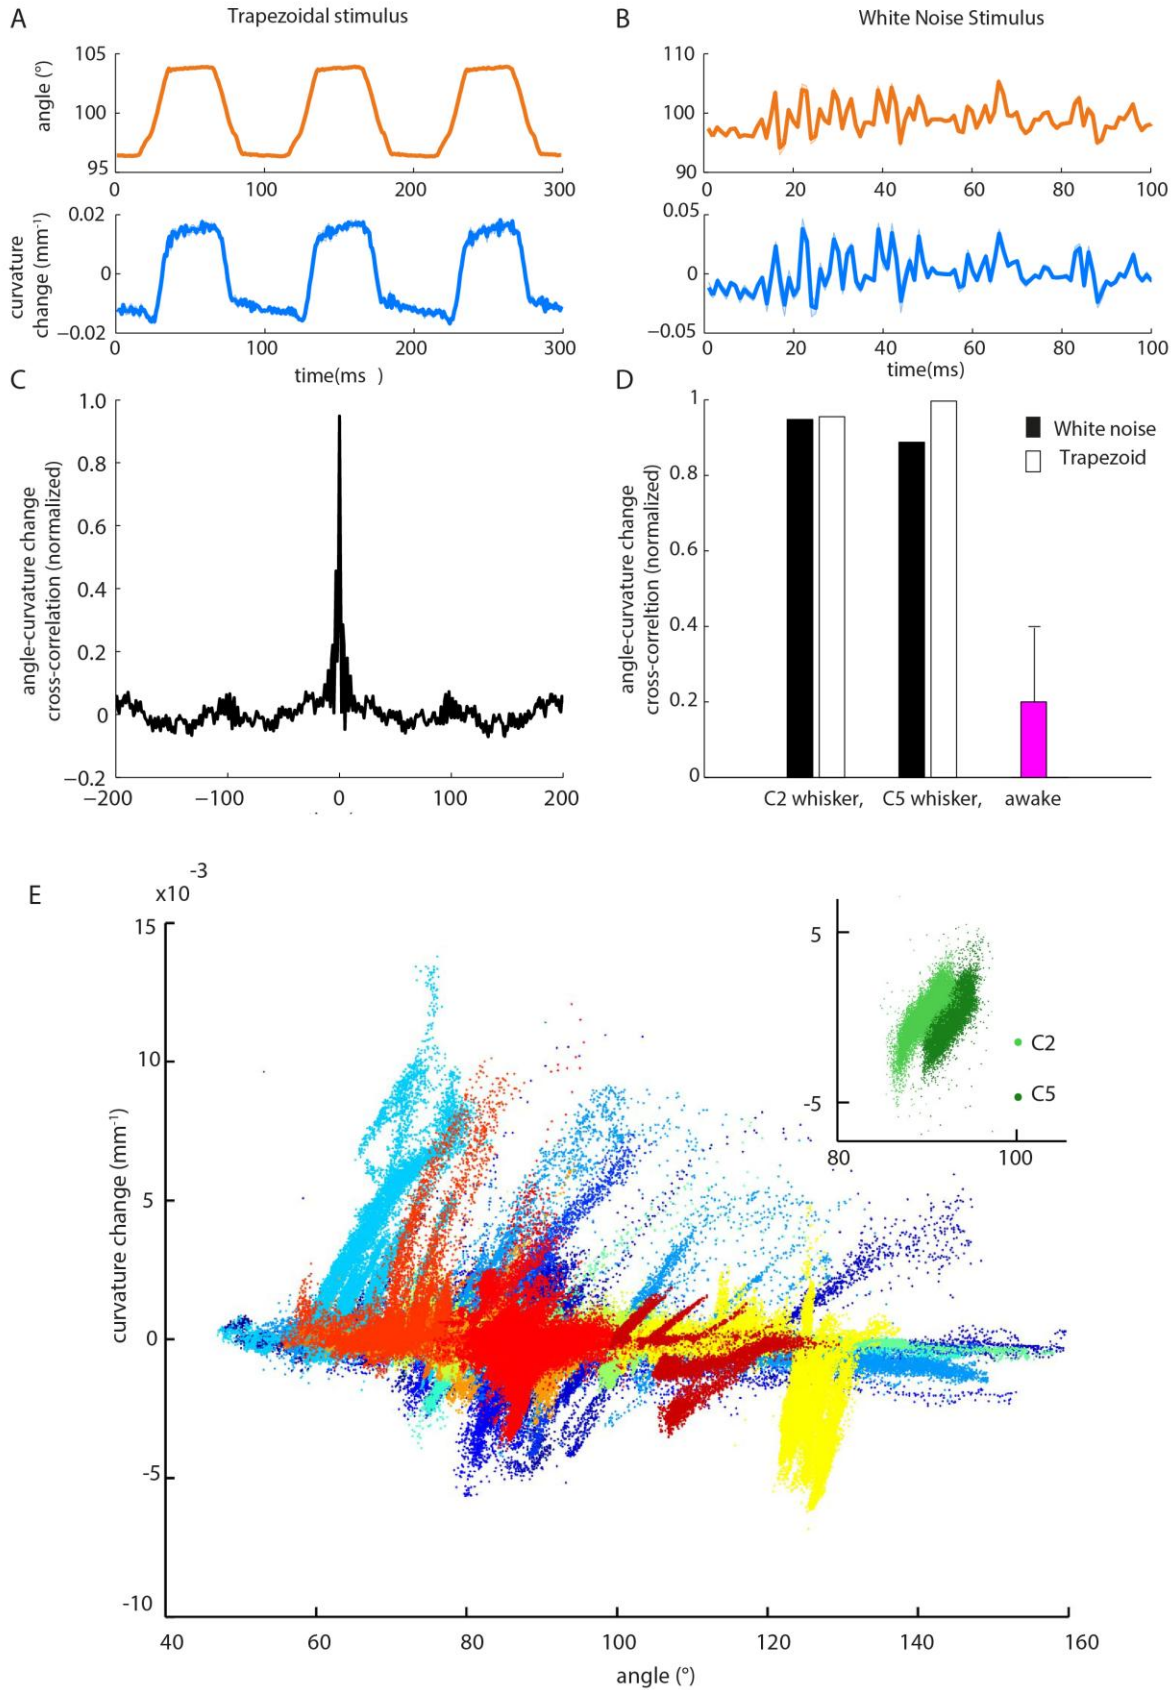 A
Trapezoidal stimulus
105
100
95
angle (°)
0
100
200
300
0.02
0
−0.02
curvature
change (mm⁻¹)
0
100
200
300
time(ms )
B
White Noise Stimulus
110
100
90
0
20
40
60
80
100
0.05
0
−0.05
0
20
40
60
80
100
time(ms)
C
1.0
0.8
0.6
0.4
0.2
0
−0.2
angle-curvature change
cross-correlation (normalized)
−200
−100
0
100
200
D
1
0.8
0.6
0.4
0.2
0
angle-curvature change
cross-correltion (normalized)
White noise
Trapezoid
C2 whisker,
C5 whisker,
awake
E
x10⁻³
15
10
5
0
-5
-10
curvature change (mm⁻¹)
40
60
80
100
120
140
160
angle (°)
5
-5
80
100
C2
C5